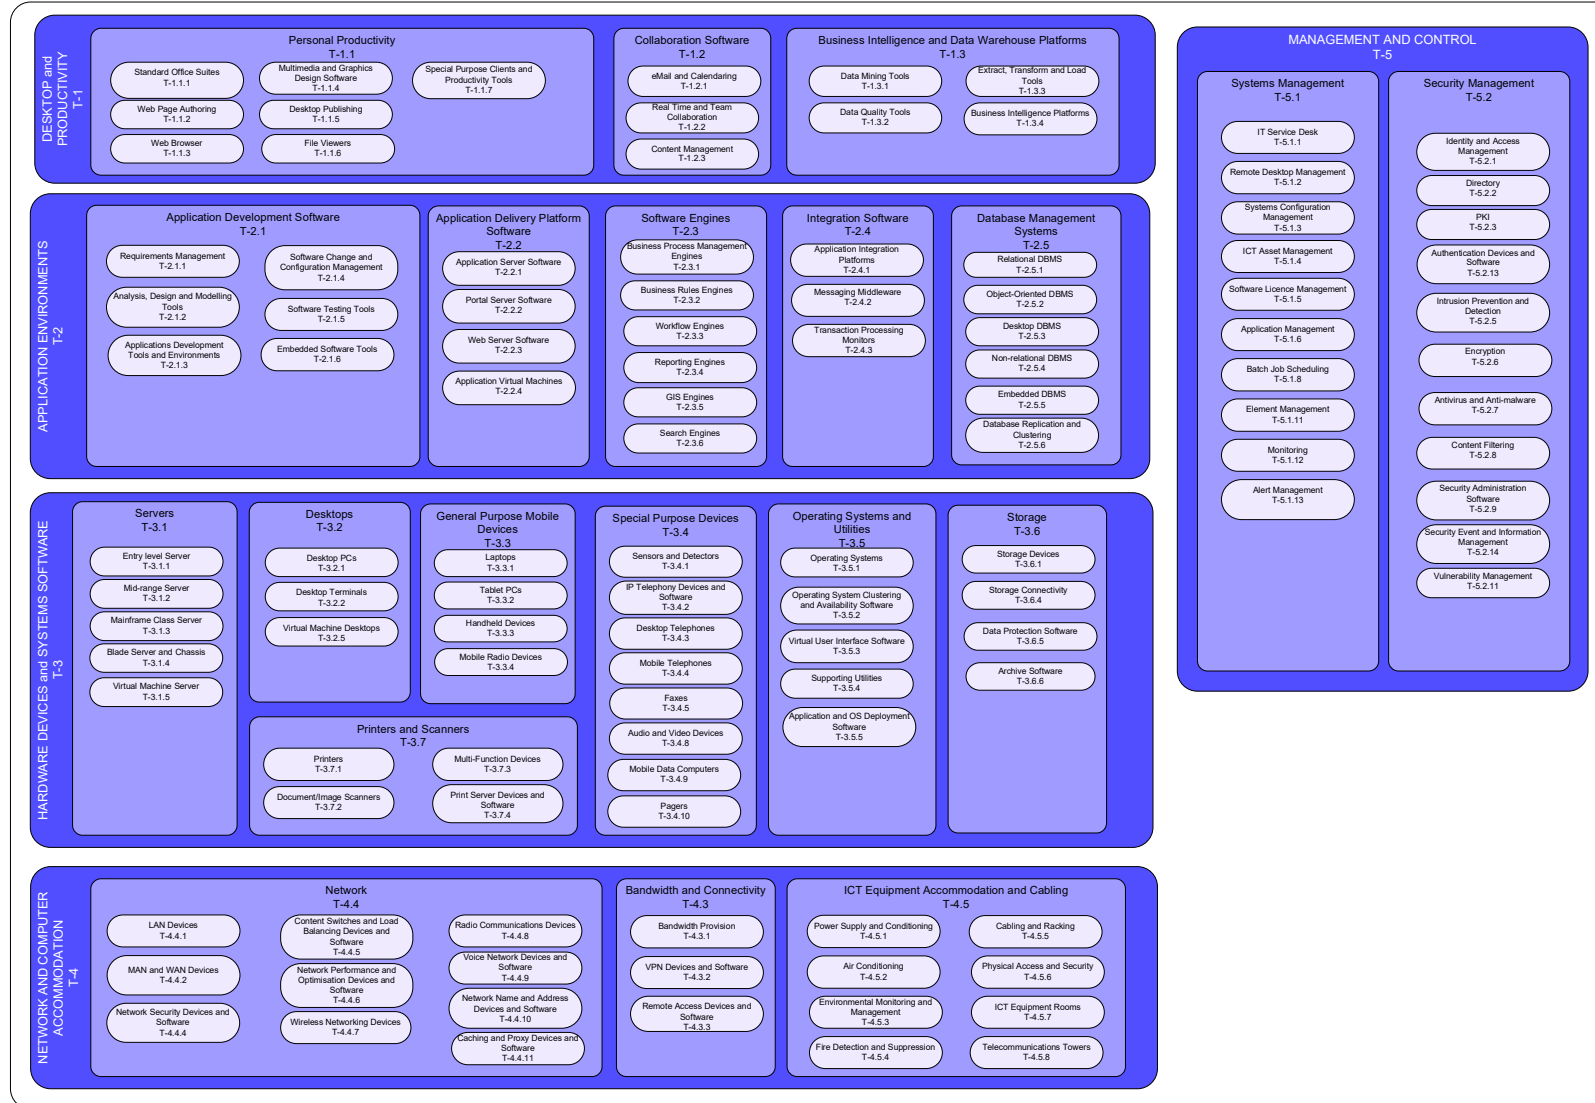 DESKTOP and
PRODUCTIVITY
T-1
Personal Productivity
T-1.1
Standard Office Suites
T-1.1.1
Web Page Authoring
T-1.1.2
Web Browser
T-1.1.3
Multimedia and Graphics
Design Software
T-1.1.4
Desktop Publishing
T-1.1.5
File Viewers
T-1.1.6
Special Purpose Clients and
Productivity Tools
T-1.1.7
Collaboration Software
T-1.2
eMail and Calendaring
T-1.2.1
Real Time and Team
Collaboration
T-1.2.2
Content Management
T-1.2.3
Business Intelligence and Data Warehouse Platforms
T-1.3
Data Mining Tools
T-1.3.1
Data Quality Tools
T-1.3.2
Extract, Transform and Load
Tools
T-1.3.3
Business Intelligence Platforms
T-1.3.4
APPLICATION ENVIRONMENTS
T-2
Application Development Software
T-2.1
Requirements Management
T-2.1.1
Analysis, Design and Modelling
Tools
T-2.1.2
Applications Development
Tools and Environments
T-2.1.3
Software Change and
Configuration Management
T-2.1.4
Software Testing Tools
T-2.1.5
Embedded Software Tools
T-2.1.6
Application Delivery Platform
Software
T-2.2
Application Server Software
T-2.2.1
Portal Server Software
T-2.2.2
Web Server Software
T-2.2.3
Application Virtual Machines
T-2.2.4
Software Engines
T-2.3
Business Process Management
Engines
T-2.3.1
Business Rules Engines
T-2.3.2
Workflow Engines
T-2.3.3
Reporting Engines
T-2.3.4
GIS Engines
T-2.3.5
Search Engines
T-2.3.6
Integration Software
T-2.4
Application Integration
Platforms
T-2.4.1
Messaging Middleware
T-2.4.2
Transaction Processing
Monitors
T-2.4.3
Database Management
Systems
T-2.5
Relational DBMS
T-2.5.1
Object-Oriented DBMS
T-2.5.2
Desktop DBMS
T-2.5.3
Non-relational DBMS
T-2.5.4
Embedded DBMS
T-2.5.5
Database Replication and
Clustering
T-2.5.6
HARDWARE DEVICES and SYSTEMS SOFTWARE
T-3
Servers
T-3.1
Entry level Server
T-3.1.1
Mid-range Server
T-3.1.2
Mainframe Class Server
T-3.1.3
Blade Server and Chassis
T-3.1.4
Virtual Machine Server
T-3.1.5
Desktops
T-3.2
Desktop PCs
T-3.2.1
Desktop Terminals
T-3.2.2
Virtual Machine Desktops
T-3.2.5
General Purpose Mobile
Devices
T-3.3
Laptops
T-3.3.1
Tablet PCs
T-3.3.2
Handheld Devices
T-3.3.3
Mobile Radio Devices
T-3.3.4
Printers and Scanners
T-3.7
Printers
T-3.7.1
Document/Image Scanners
T-3.7.2
Multi-Function Devices
T-3.7.3
Print Server Devices and
Software
T-3.7.4
Special Purpose Devices
T-3.4
Sensors and Detectors
T-3.4.1
IP Telephony Devices and
Software
T-3.4.2
Desktop Telephones
T-3.4.3
Mobile Telephones
T-3.4.4
Faxes
T-3.4.5
Audio and Video Devices
T-3.4.8
Mobile Data Computers
T-3.4.9
Pagers
T-3.4.10
Operating Systems and
Utilities
T-3.5
Operating Systems
T-3.5.1
Operating System Clustering
and Availability Software
T-3.5.2
Virtual User Interface Software
T-3.5.3
Supporting Utilities
T-3.5.4
Application and OS Deployment
Software
T-3.5.5
Storage
T-3.6
Storage Devices
T-3.6.1
Storage Connectivity
T-3.6.4
Data Protection Software
T-3.6.5
Archive Software
T-3.6.6
NETWORK AND COMPUTER
ACCOMMODATION
T-4
Network
T-4.4
LAN Devices
T-4.4.1
MAN and WAN Devices
T-4.4.2
Network Security Devices and
Software
T-4.4.4
Content Switches and Load
Balancing Devices and
Software
T-4.4.5
Network Performance and
Optimisation Devices and
Software
T-4.4.6
Wireless Networking Devices
T-4.4.7
Radio Communications Devices
T-4.4.8
Voice Network Devices and
Software
T-4.4.9
Network Name and Address
Devices and Software
T-4.4.10
Caching and Proxy Devices and
Software
T-4.4.11
Bandwidth and Connectivity
T-4.3
Bandwidth Provision
T-4.3.1
VPN Devices and Software
T-4.3.2
Remote Access Devices and
Software
T-4.3.3
ICT Equipment Accommodation and Cabling
T-4.5
Power Supply and Conditioning
T-4.5.1
Air Conditioning
T-4.5.2
Environmental Monitoring and
Management
T-4.5.3
Fire Detection and Suppression
T-4.5.4
Cabling and Racking
T-4.5.5
Physical Access and Security
T-4.5.6
ICT Equipment Rooms
T-4.5.7
Telecommunications Towers
T-4.5.8
MANAGEMENT AND CONTROL
T-5
Systems Management
T-5.1
IT Service Desk
T-5.1.1
Remote Desktop Management
T-5.1.2
Systems Configuration
Management
T-5.1.3
ICT Asset Management
T-5.1.4
Software Licence Management
T-5.1.5
Application Management
T-5.1.6
Batch Job Scheduling
T-5.1.8
Element Management
T-5.1.11
Monitoring
T-5.1.12
Alert Management
T-5.1.13
Security Management
T-5.2
Identity and Access
Management
T-5.2.1
Directory
T-5.2.2
PKI
T-5.2.3
Authentication Devices and
Software
T-5.2.13
Intrusion Prevention and
Detection
T-5.2.5
Encryption
T-5.2.6
Antivirus and Anti-malware
T-5.2.7
Content Filtering
T-5.2.8
Security Administration
Software
T-5.2.9
Security Event and Information
Management
T-5.2.14
Vulnerability Management
T-5.2.11